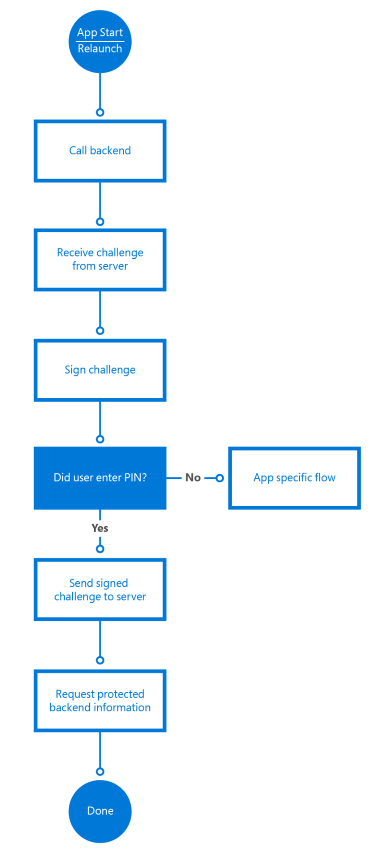 App Start
Relaunch
Call backend
Receive challenge
from server
Sign challenge
Did user enter PIN?
No
App specific flow
Yes
Send signed
challenge to server
Request protected
backend information
Done